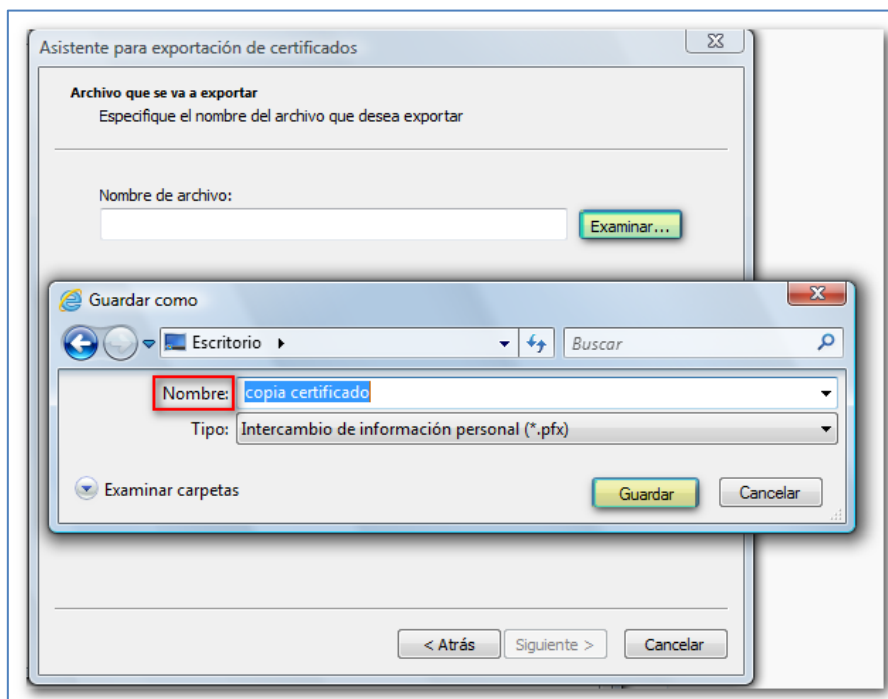 Asistente para exportación de certificados
Archivo que se va a exportar
Especifique el nombre del archivo que desea exportar
Nombre de archivo:
Examinar...
Guardar como
Escritorio
Buscar
Nombre: copia certificado
Tipo: Intercambio de información personal (*.pfx)
Examinar carpetas
Guardar Cancelar
< Atrás Siguiente > Cancelar